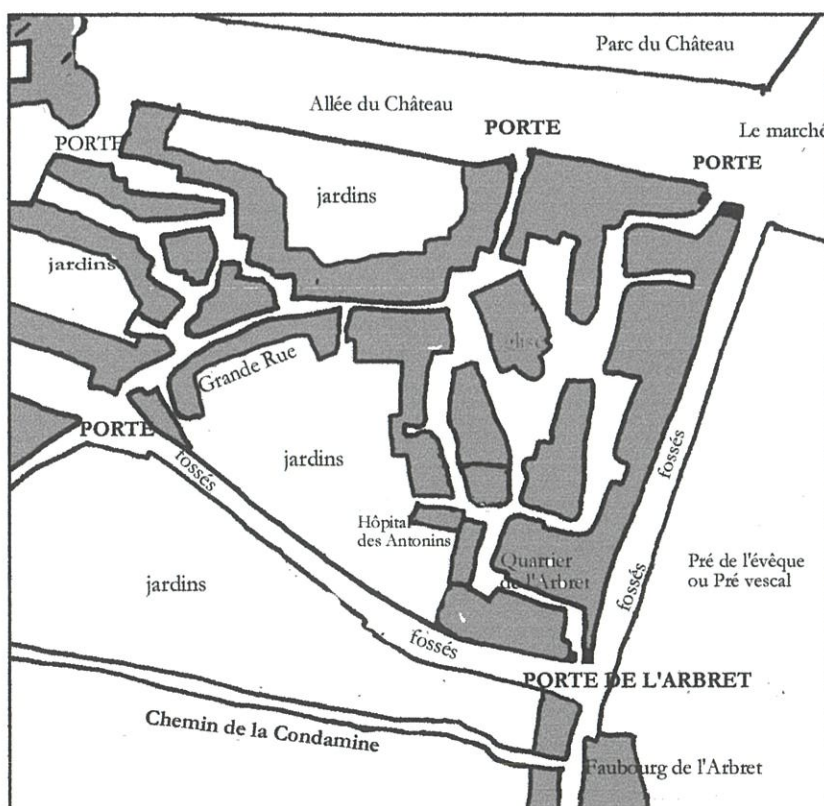 Parc du Château
Allée du Château
PORTE
Le marché
PORTE
PORTE
jardins
jardins
Grande Rue
PORTE
fossés
jardins
fossés
Hôpital
des Antonins
Quartier
de l'Arbret
Pré de l'évêque
ou Pré vescal
jardins
fossés
fossés
PORTE DE L'ARBRET
Chemin de la Condamine
Faubourg de l'Arbret